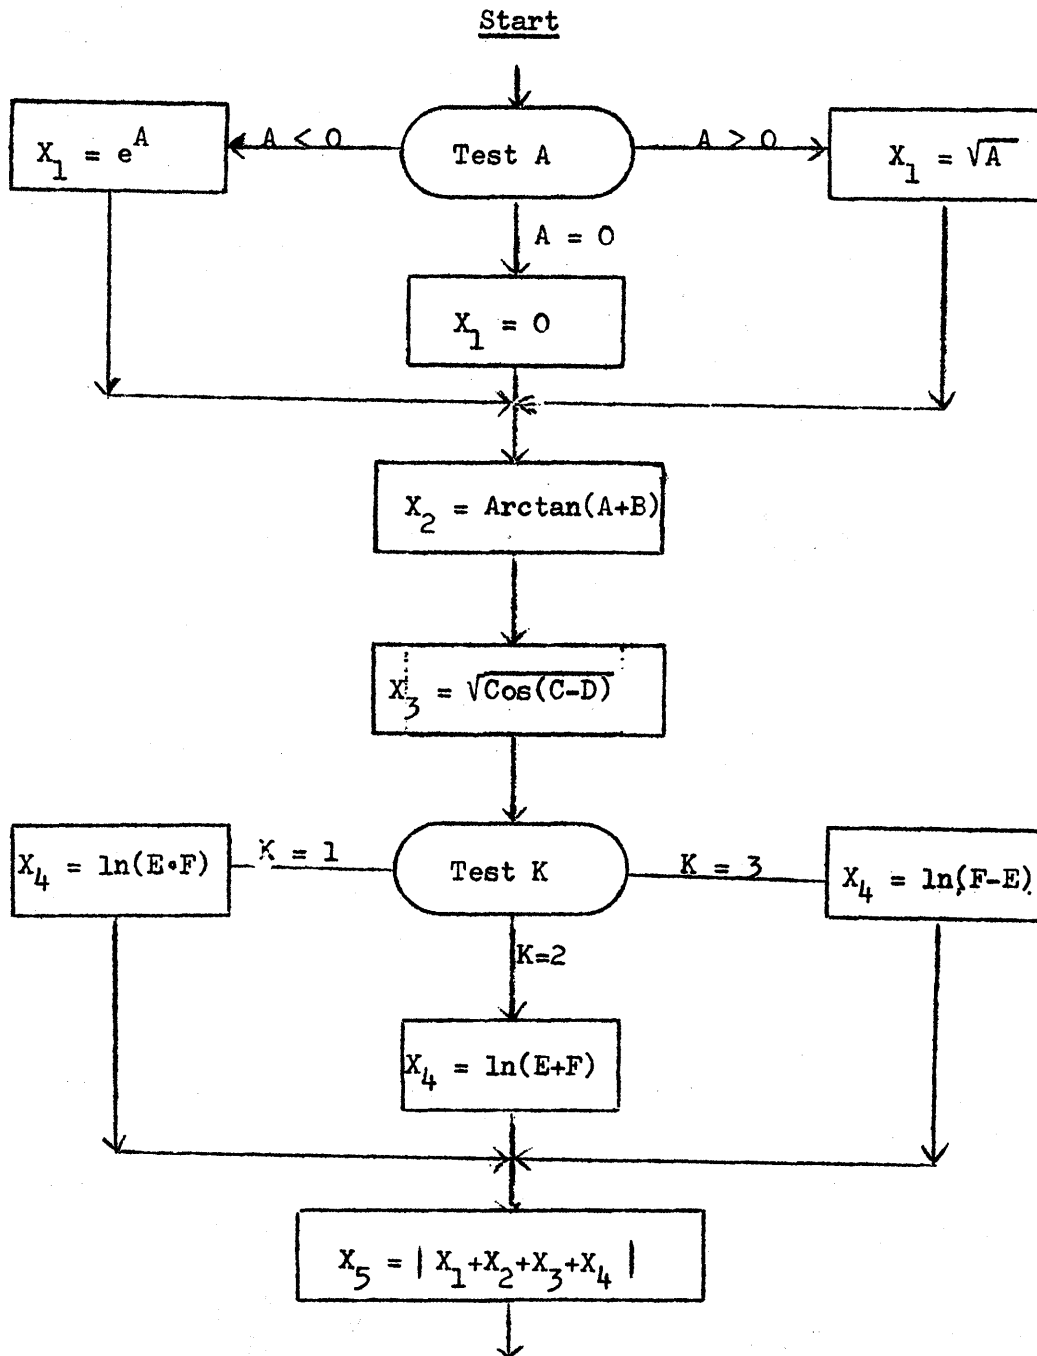 Start
X₁ = e^A
A < 0
Test A
A > 0
X₁ = √A
A = 0
X₁ = 0
X₂ = Arctan(A+B)
X₃ = √Cos(C-D)
X₄ = ln(E•F)
K = 1
Test K
K = 3
X₄ = ln(F-E)
K=2
X₄ = ln(E+F)
X₅ = | X₁+X₂+X₃+X₄ |